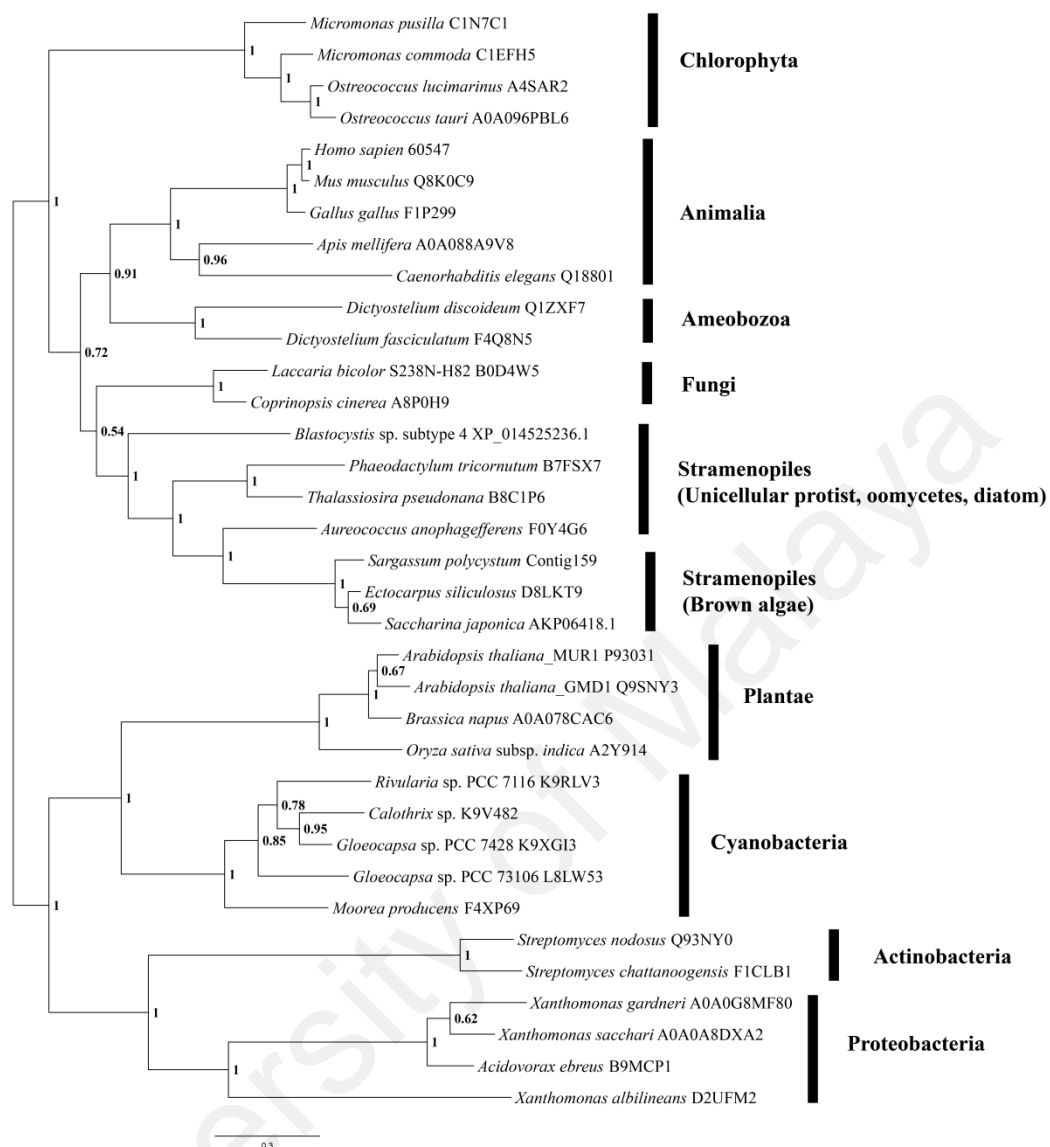 Micromonas pusilla C1N7C1
1
Micromonas commoda C1EFH5
Chlorophyta
1
Ostreococcus lucimarinus A4SAR2
1
Ostreococcus tauri A0A096PBL6
Homo sapien 60547
1
Mus musculus Q8K0C9
1
1
Gallus gallus F1P299
Animalia
1
Apis mellifera A0A088A9V8
0.96
0.91
Caenorhabditis elegans Q18801
Dictyostelium discoideum Q1ZXF7
Ameobozoa
1
Dictyostelium fasciculatum F4Q8N5
0.72
Laccaria bicolor S238N-H82 B0D4W5
1
Fungi
Coprinopsis cinerea A8P0H9
0.54
Blastocystis sp. subtype 4 XP_014525236.1
Phaeodactylum tricornutum B7FSX7
Stramenopiles
1
1
(Unicellular protist, oomycetes, diatom)
Thalassiosira pseudonana B8C1P6
1
Aureococcus anophagefferens F0Y4G6
1
Sargassum polycystum Contig159
Stramenopiles
1
Ectocarpus siliculosus D8LKT9
(Brown algae)
0.69
Saccharina japonica AKP06418.1
Arabidopsis thaliana_MUR1 P93031
0.67
Arabidopsis thaliana_GMD1 Q9SNY3
Plantae
1
Brassica napus A0A078CAC6
1
Oryza sativa subsp. indica A2Y914
Rivularia sp. PCC 7116 K9RLV3
1
0.78
Calothrix sp. K9V482
0.95
0.85
Gloeocapsa sp. PCC 7428 K9XGI3
Cyanobacteria
1
Gloeocapsa sp. PCC 73106 L8LW53
Moorea producens F4XP69
1
Streptomyces nodosus Q93NY0
1
Actinobacteria
Streptomyces chattanoogensis F1CLB1
Xanthomonas gardneri A0A0G8MF80
1
0.62
Xanthomonas sacchari A0A0A8DXA2
1
Proteobacteria
Acidovorax ebreus B9MCP1
1
Xanthomonas albilineans D2UFM2
0.3
of Malaya